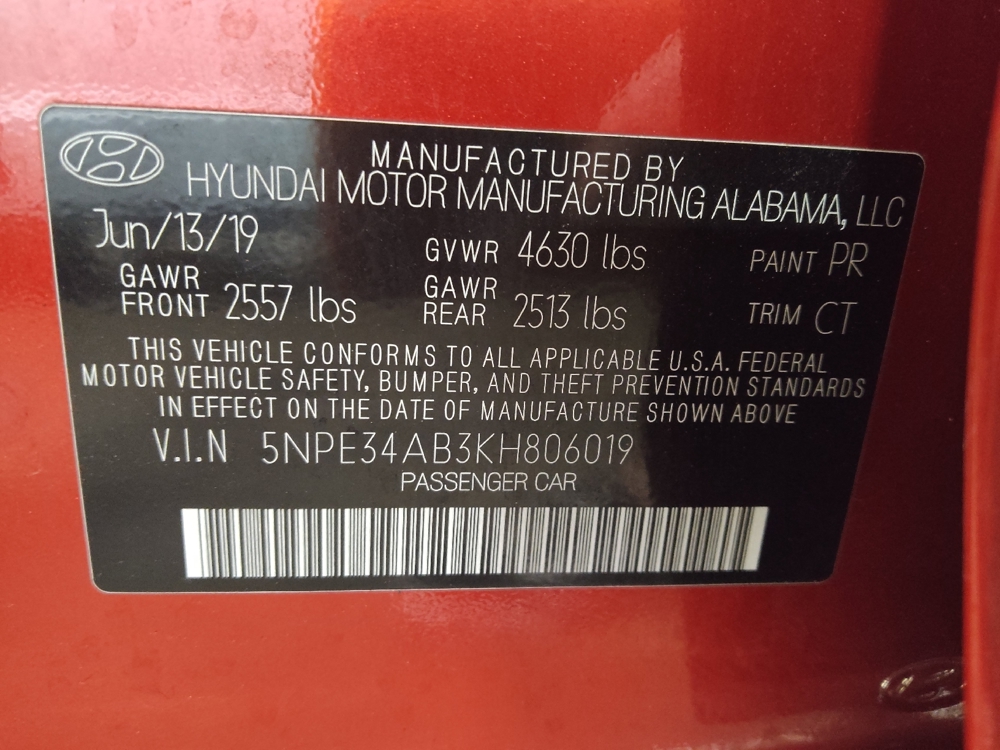 MANUFACTURED BY
HYUNDAI MOTOR MANUFACTURING ALABAMA, LLC
Jun/13/19 GVWR 4630 lbs PAINT PR
GAWR FRONT 2557 lbs GAWR REAR 2513 lbs TRIM CT
THIS VEHICLE CONFORMS TO ALL APPLICABLE U.S.A. FEDERAL
MOTOR VEHICLE SAFETY, BUMPER, AND THEFT PREVENTION STANDARDS
IN EFFECT ON THE DATE OF MANUFACTURE SHOWN ABOVE
V.I.N 5NPE34AB3KH806019
PASSENGER CAR